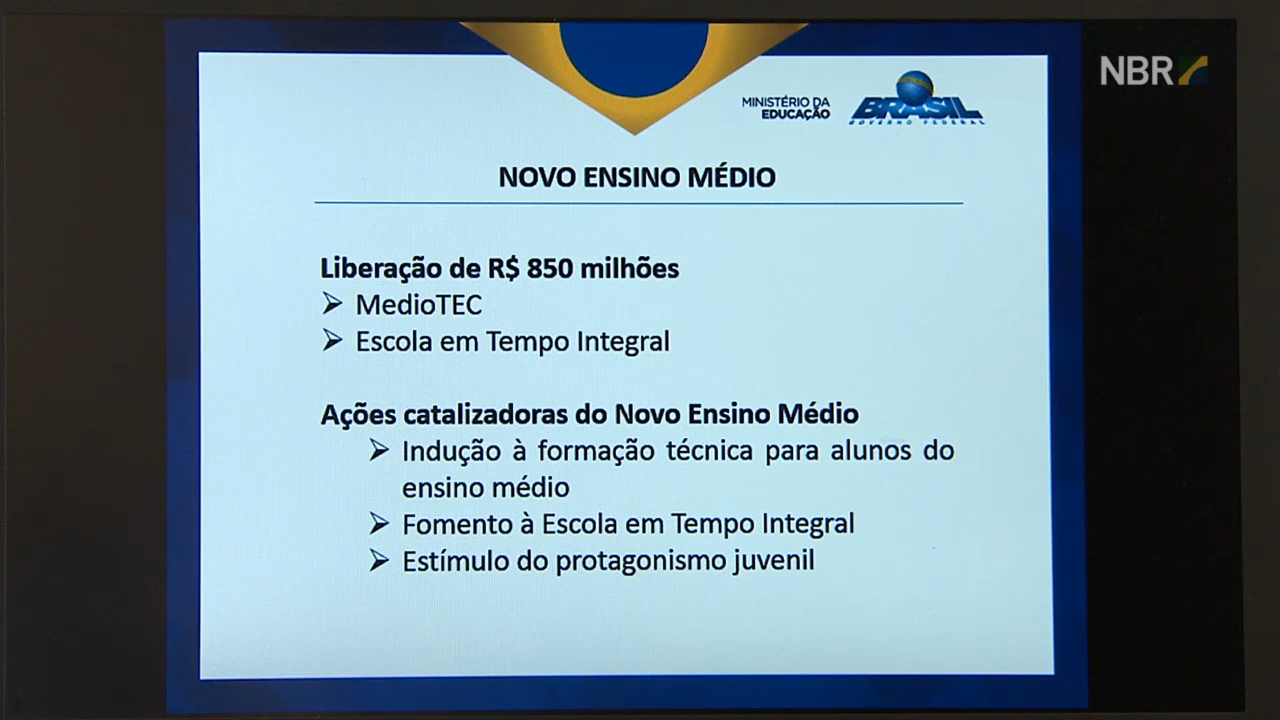 NBR
MINISTÉRIO DA
EDUCAÇÃO
BRASIL
GOVERNO FEDERAL
NOVO ENSINO MÉDIO
Liberação de R$ 850 milhões
➢ MedioTEC
➢ Escola em Tempo Integral
Ações catalizadoras do Novo Ensino Médio
➢ Indução à formação técnica para alunos do
ensino médio
➢ Fomento à Escola em Tempo Integral
➢ Estímulo do protagonismo juvenil